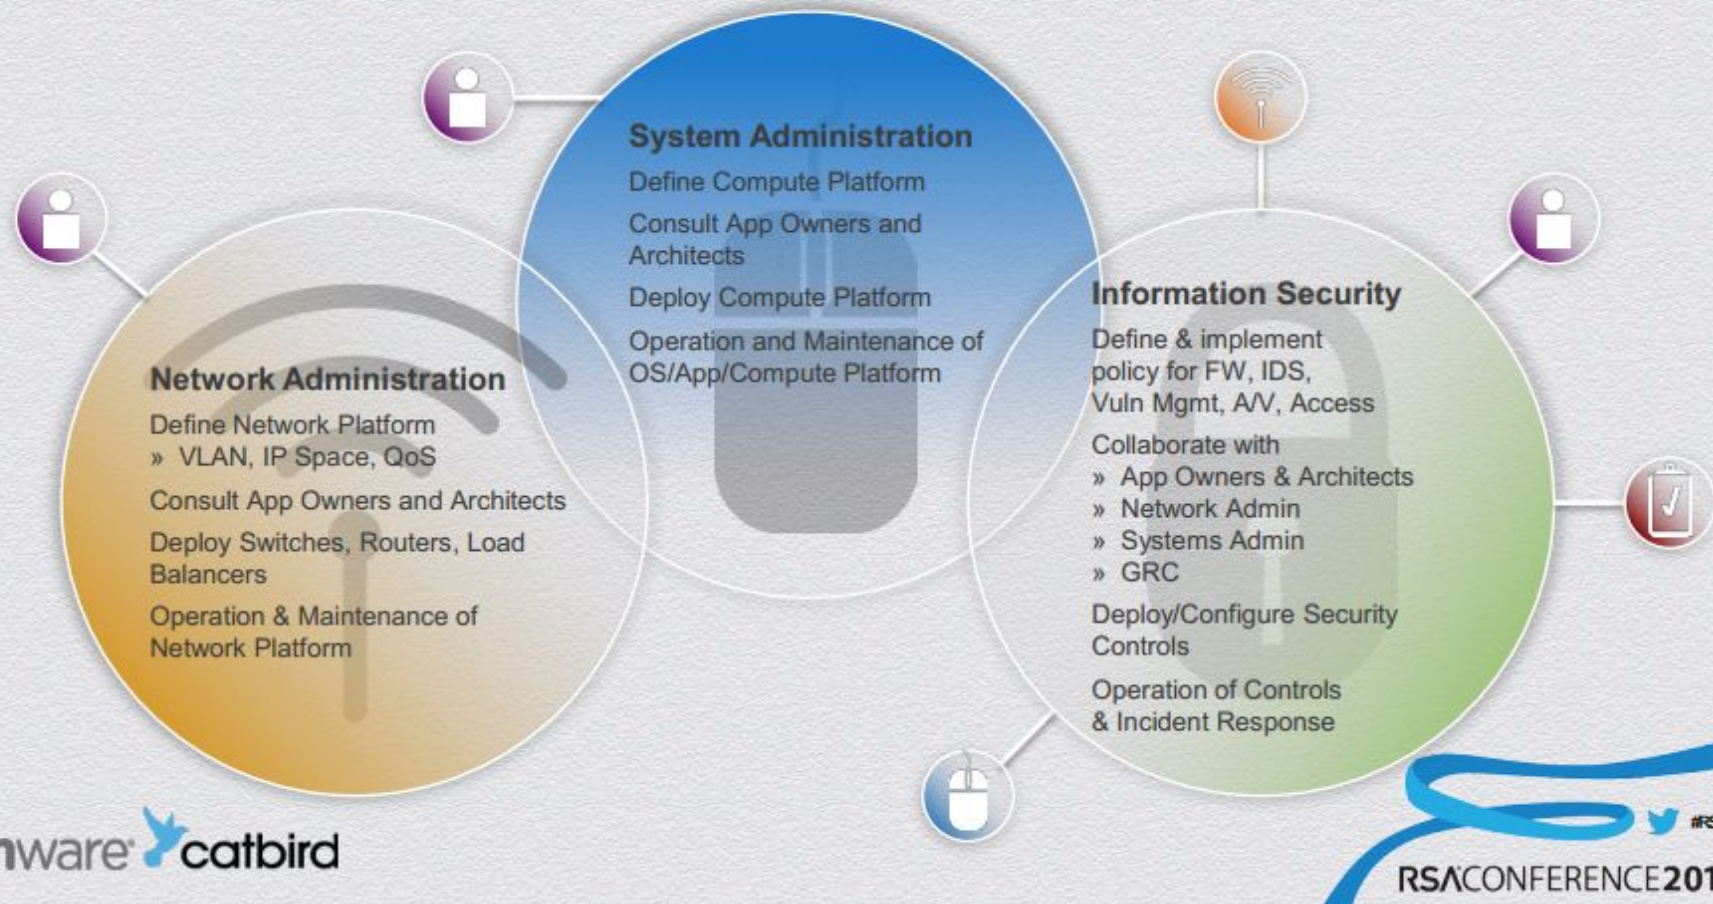 System Administration
Define Compute Platform
Consult App Owners and
Architects
Deploy Compute Platform
Operation and Maintenance of
OS/App/Compute Platform
Network Administration
Define Network Platform
» VLAN, IP Space, QoS
Consult App Owners and Architects
Deploy Switches, Routers, Load
Balancers
Operation & Maintenance of
Network Platform
Information Security
Define & implement
policy for FW, IDS,
Vuln Mgmt, A/V, Access
Collaborate with
» App Owners & Architects
» Network Admin
» Systems Admin
» GRC
Deploy/Configure Security
Controls
Operation of Controls
& Incident Response
catbird
#RS
RSACONFERENCE201